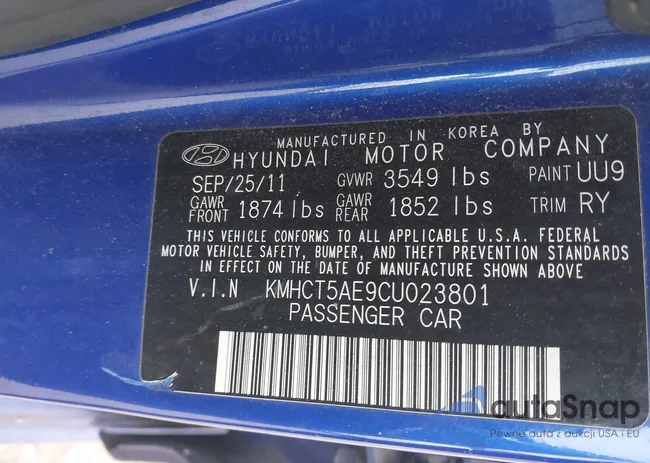 MANUFACTURED IN KOREA BY
HYUNDAI MOTOR COMPANY
SEP/25/11 GVWR 3549 lbs PAINT UU9
GAWR FRONT 1874 lbs GAWR REAR 1852 lbs TRIM RY
THIS VEHICLE CONFORMS TO ALL APPLICABLE U.S.A. FEDERAL
MOTOR VEHICLE SAFETY, BUMPER, AND THEFT PREVENTION STANDARDS
IN EFFECT ON THE DATE OF MANUFACTURE SHOWN ABOVE
V.I.N KMHCT5AE9CU023801
PASSENGER CAR
autaSnap
Pewne auta z aukcji USA i EU